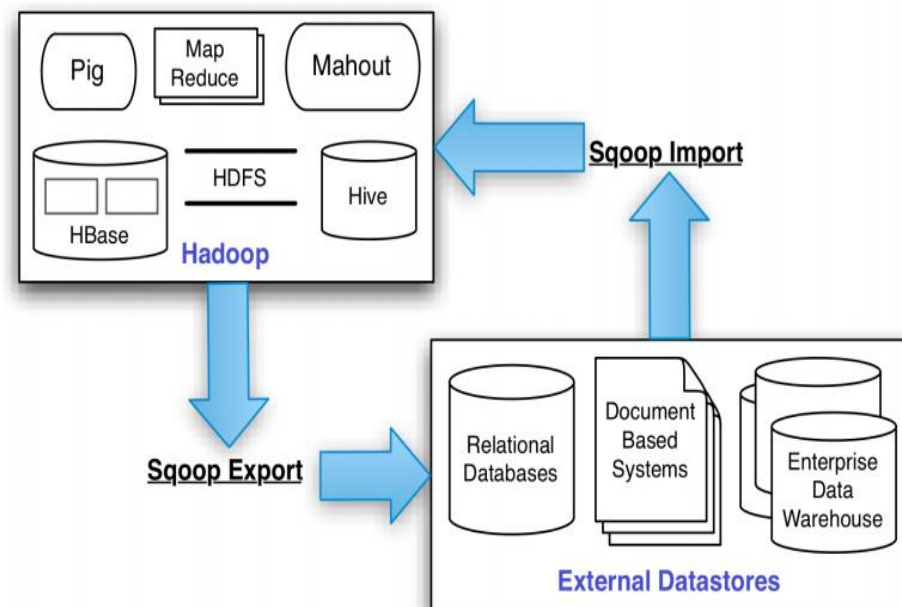 Pig
Map
Reduce
Mahout
HBase
HDFS
Hive
Hadoop
Sqoop Import
Sqoop Export
Relational
Databases
Document
Based
Systems
Enterprise
Data
Warehouse
External Datastores